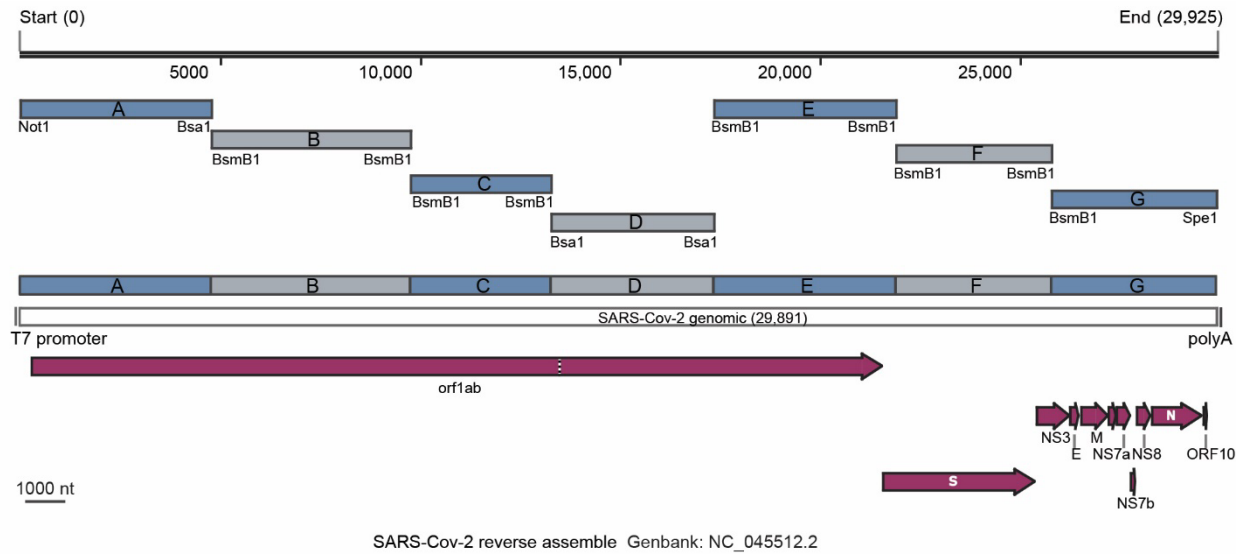 Start (0) End (29,925)
5000 10,000 15,000 20,000 25,000
A E
Not1 Bsa1 BsmB1 BsmB1
B F
BsmB1 BsmB1 BsmB1 BsmB1
C G
BsmB1 BsmB1 BsmB1 Spe1
D
Bsa1 Bsa1
A B C D E F G
SARS-Cov-2 genomic (29,891)
T7 promoter polyA
orf1ab
N
NS3 M
E NS7a NS8 ORF10
S
1000 nt
NS7b
SARS-Cov-2 reverse assemble Genbank: NC_045512.2